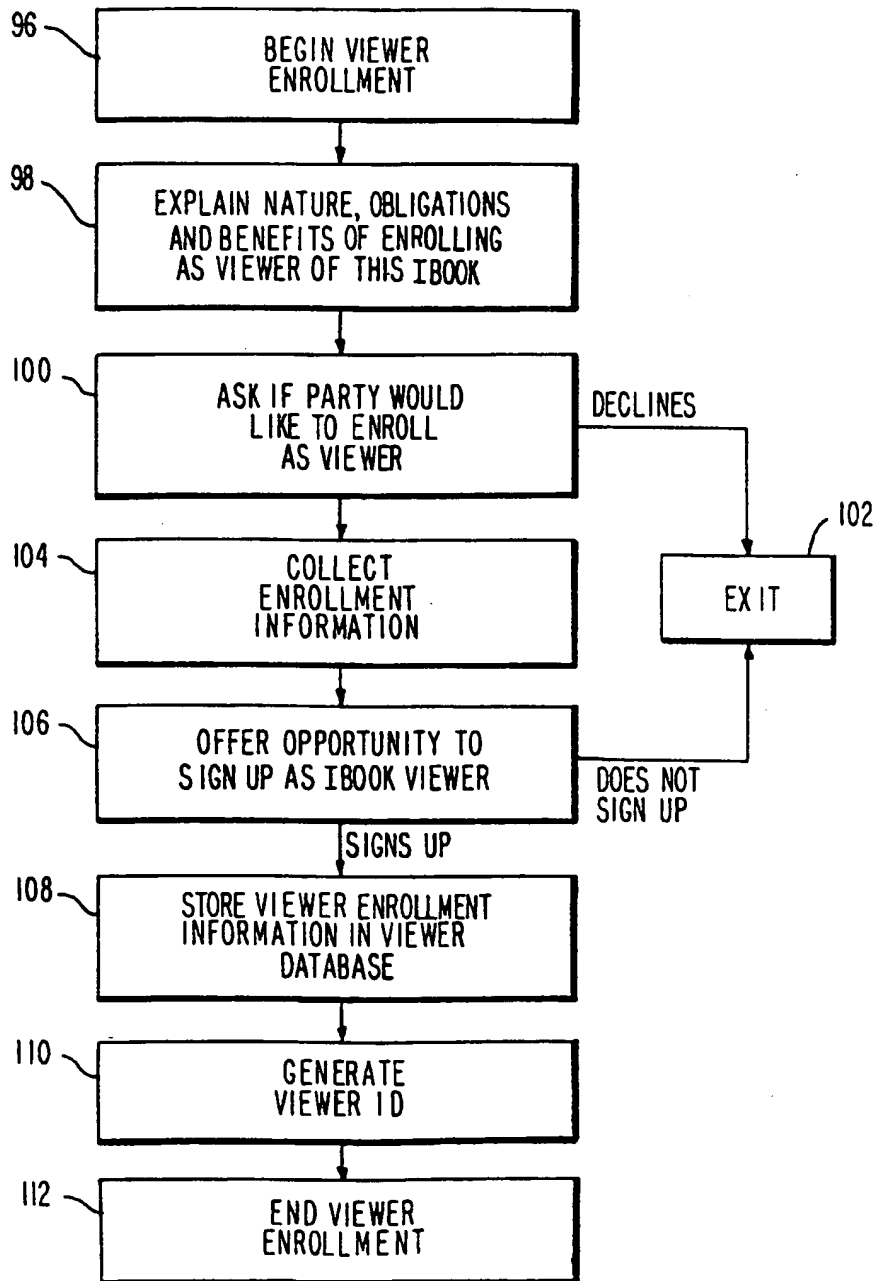 96
BEGIN VIEWER
ENROLLMENT
98
EXPLAIN NATURE, OBLIGATIONS
AND BENEFITS OF ENROLLING
AS VIEWER OF THIS IBOOK
100
ASK IF PARTY WOULD
LIKE TO ENROLL
AS VIEWER
DECLINES
102
EXIT
104
COLLECT
ENROLLMENT
INFORMATION
106
OFFER OPPORTUNITY TO
SIGN UP AS IBOOK VIEWER
DOES NOT
SIGN UP
SIGNS UP
108
STORE VIEWER ENROLLMENT
INFORMATION IN VIEWER
DATABASE
110
GENERATE
VIEWER ID
112
END VIEWER
ENROLLMENT